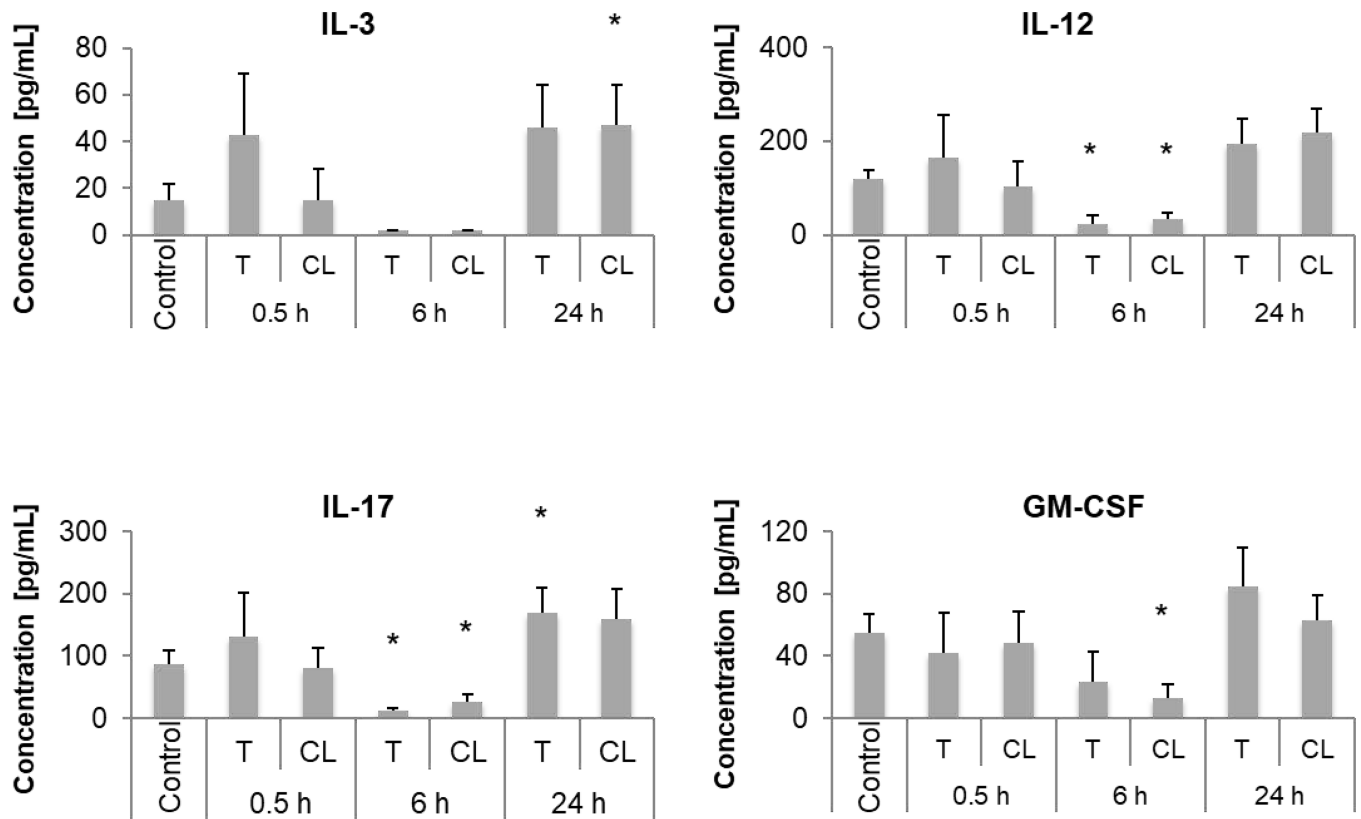 IL-3
*
Concentration [pg/mL]
80
60
40
20
0
Control
T CL T CL T CL
0.5 h 6 h 24 h
IL-12
Concentration [pg/mL]
400
200
0
* *
Control
T CL T CL T CL
0.5 h 6 h 24 h
IL-17
*
Concentration [pg/mL]
300
200
100
0
* *
Control
T CL T CL T CL
0.5 h 6 h 24 h
GM-CSF
Concentration [pg/mL]
120
80
40
0
*
Control
T CL T CL T CL
0.5 h 6 h 24 h